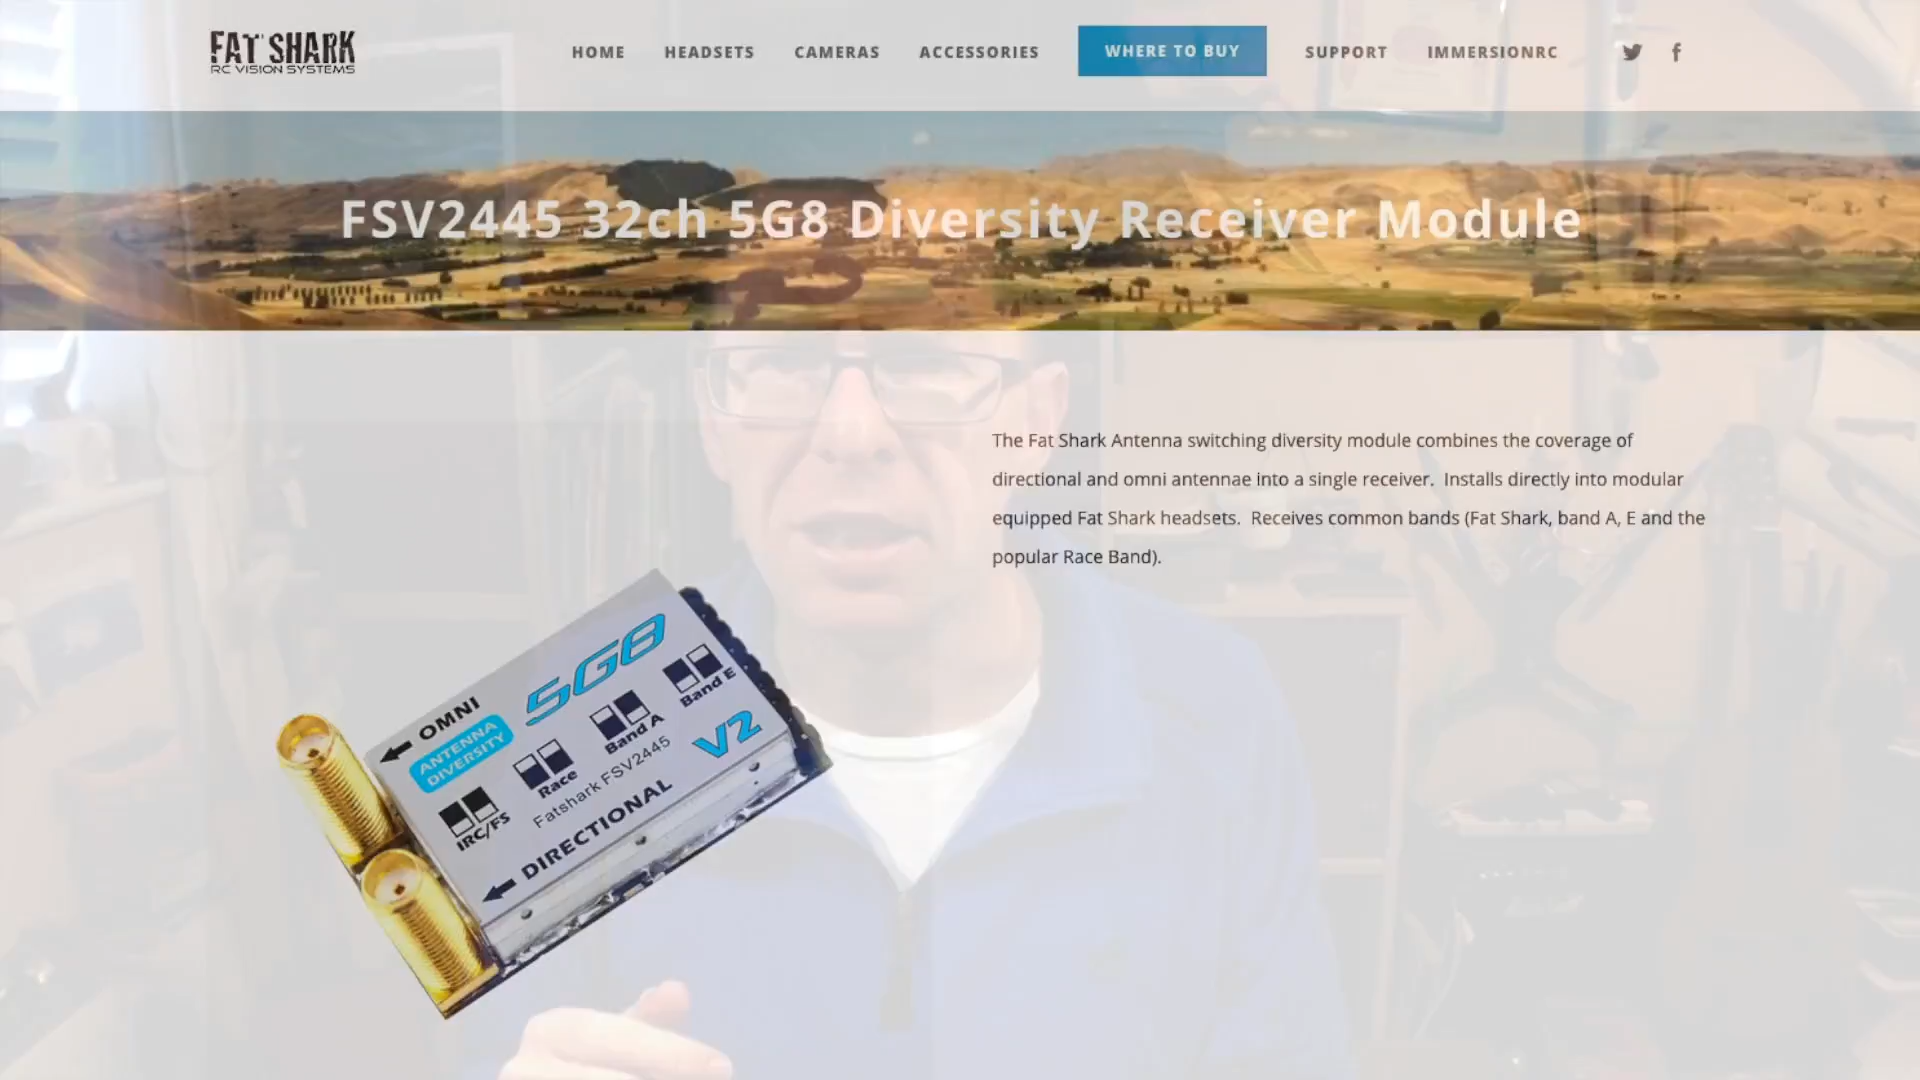 FAT SHARK
RC VISION SYSTEMS
HOME
HEADSETS
CAMERAS
ACCESSORIES
WHERE TO BUY
SUPPORT
IMMERSIONRC
FSV2445 32ch 5G8 Diversity Receiver Module
The Fat Shark Antenna switching diversity module combines the coverage of
directional and omni antennae into a single receiver. Installs directly into modular
equipped Fat Shark headsets. Receives common bands (Fat Shark, band A, E and the
popular Race Band).
OMNI
ANTENNA
DIVERSITY
5G8
IRC/FS
Race
Band A
Band E
Fatshark FSV2445
V2
DIRECTIONAL